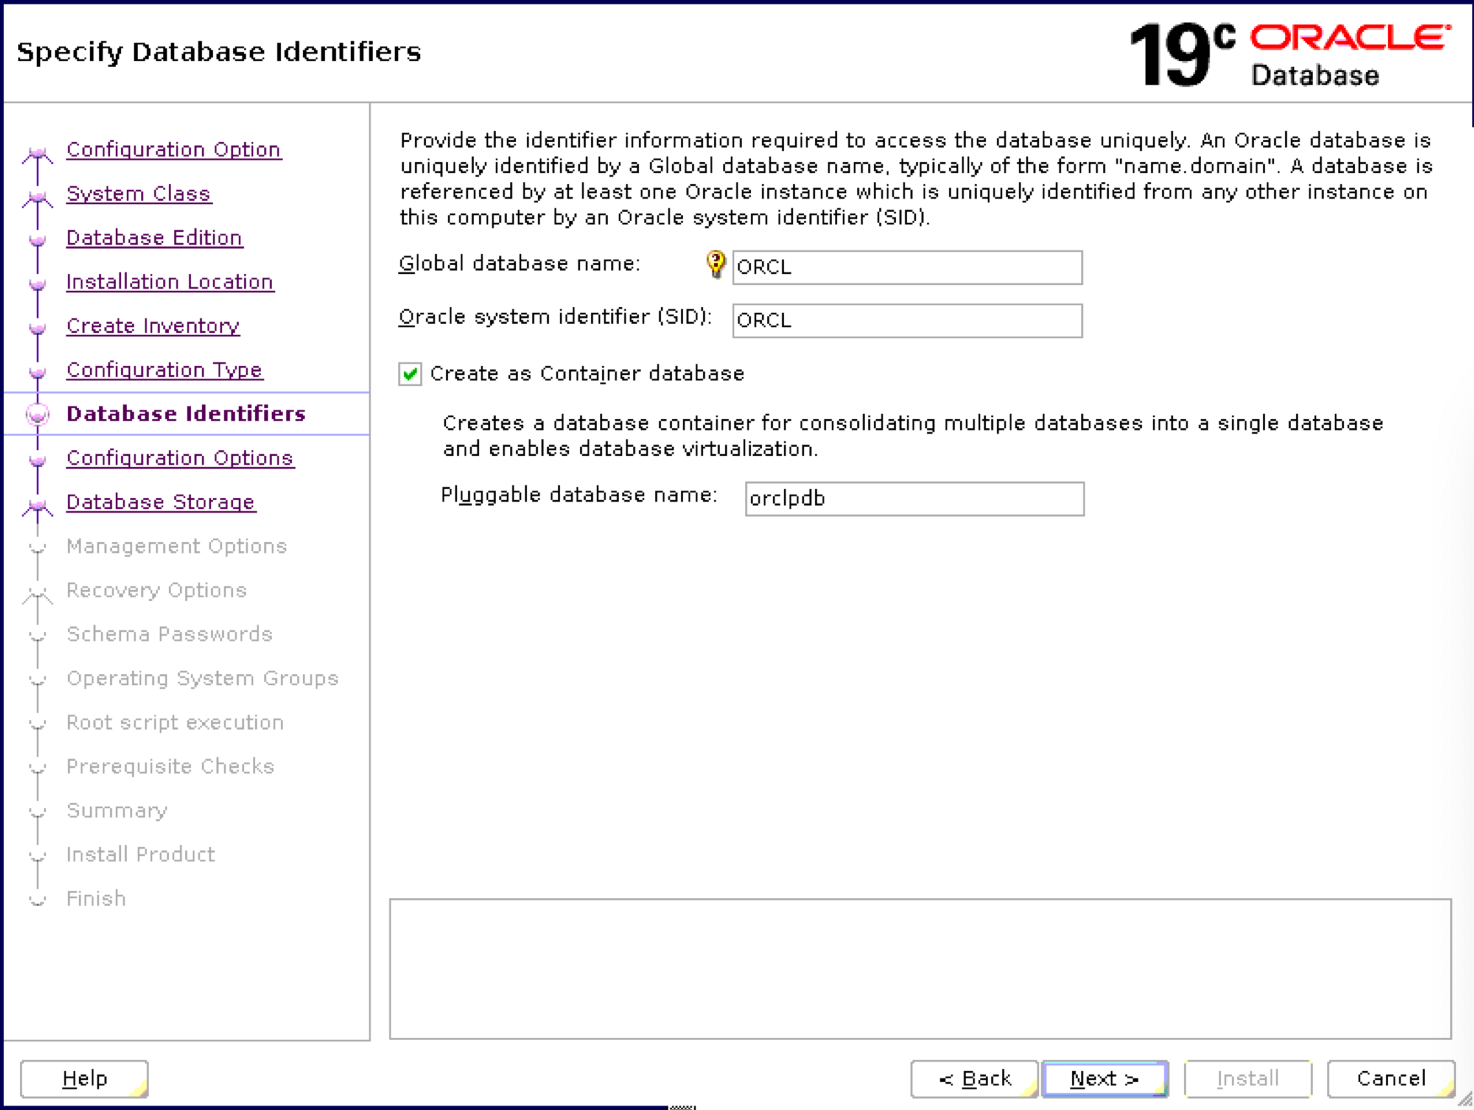 Specify Database Identifiers
19c ORACLE
Database
Configuration Option
System Class
Database Edition
Installation Location
Create Inventory
Configuration Type
Database Identifiers
Configuration Options
Database Storage
Management Options
Recovery Options
Schema Passwords
Operating System Groups
Root script execution
Prerequisite Checks
Summary
Install Product
Finish
Provide the identifier information required to access the database uniquely. An Oracle database is
uniquely identified by a Global database name, typically of the form "name.domain". A database is
referenced by at least one Oracle instance which is uniquely identified from any other instance on
this computer by an Oracle system identifier (SID).
Global database name: ORCL
Oracle system identifier (SID): ORCL
Create as Container database
Creates a database container for consolidating multiple databases into a single database
and enables database virtualization.
Pluggable database name: orclpdb
Help < Back Next > Install Cancel